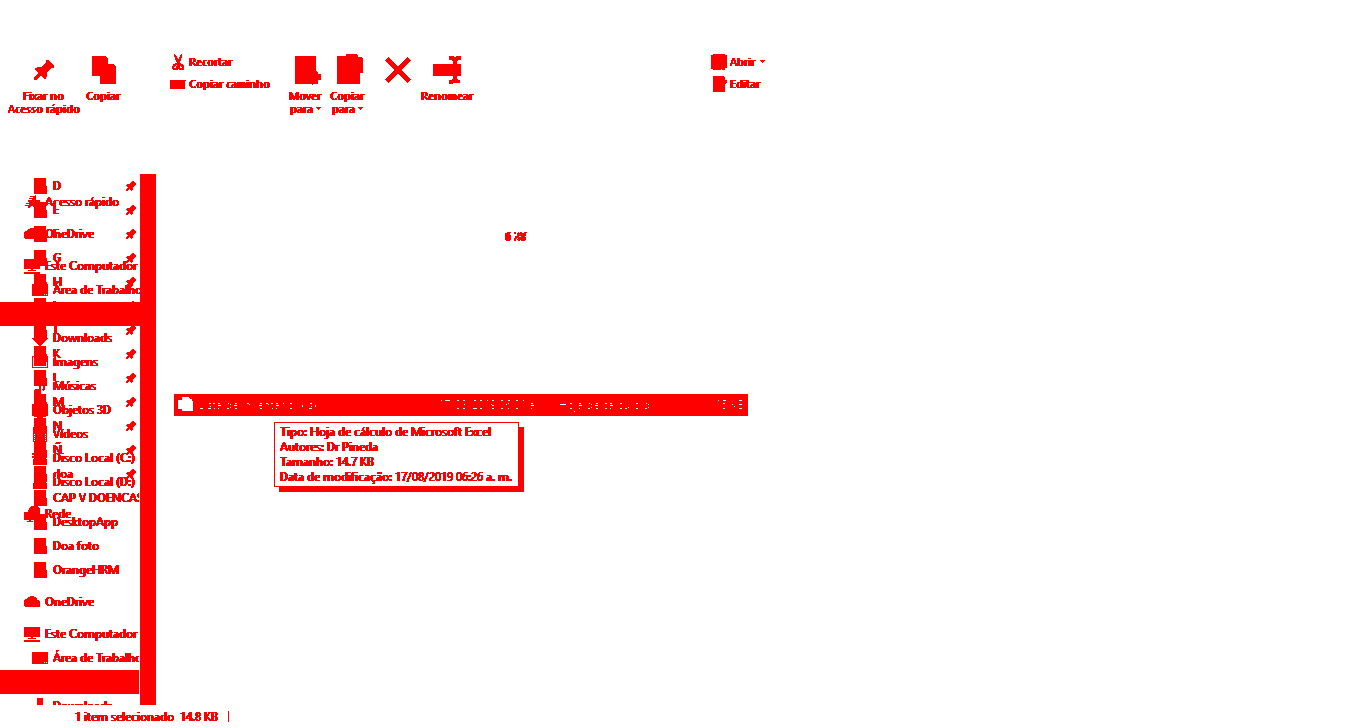 Recortar
Abrir
Copiar caminho
Editar
Fixar no
Acesso rápido
Copiar
Mover
para
Copiar
para
Renomear
D
Acesso rápido
E
OneDrive
G
Este Computador
H
Área de Trabalho
Downloads
K
Imagens
L
Músicas
M
Objetos 3D
N
Vídeos
Ñ
Disco Local (C:)
doa
Disco Local (D:)
CAP V DOENCAS
Rede
DesktopApp
Doa foto
OrangeHRM
OneDrive
Este Computador
Área de Trabalho
Downloads
Tipo: Hoja de cálculo de Microsoft Excel
Autores: Dr Pineda
Tamanho: 14.7 KB
Data de modificação: 17/08/2019 06:26 a. m.
1 item selecionado 14.8 KB